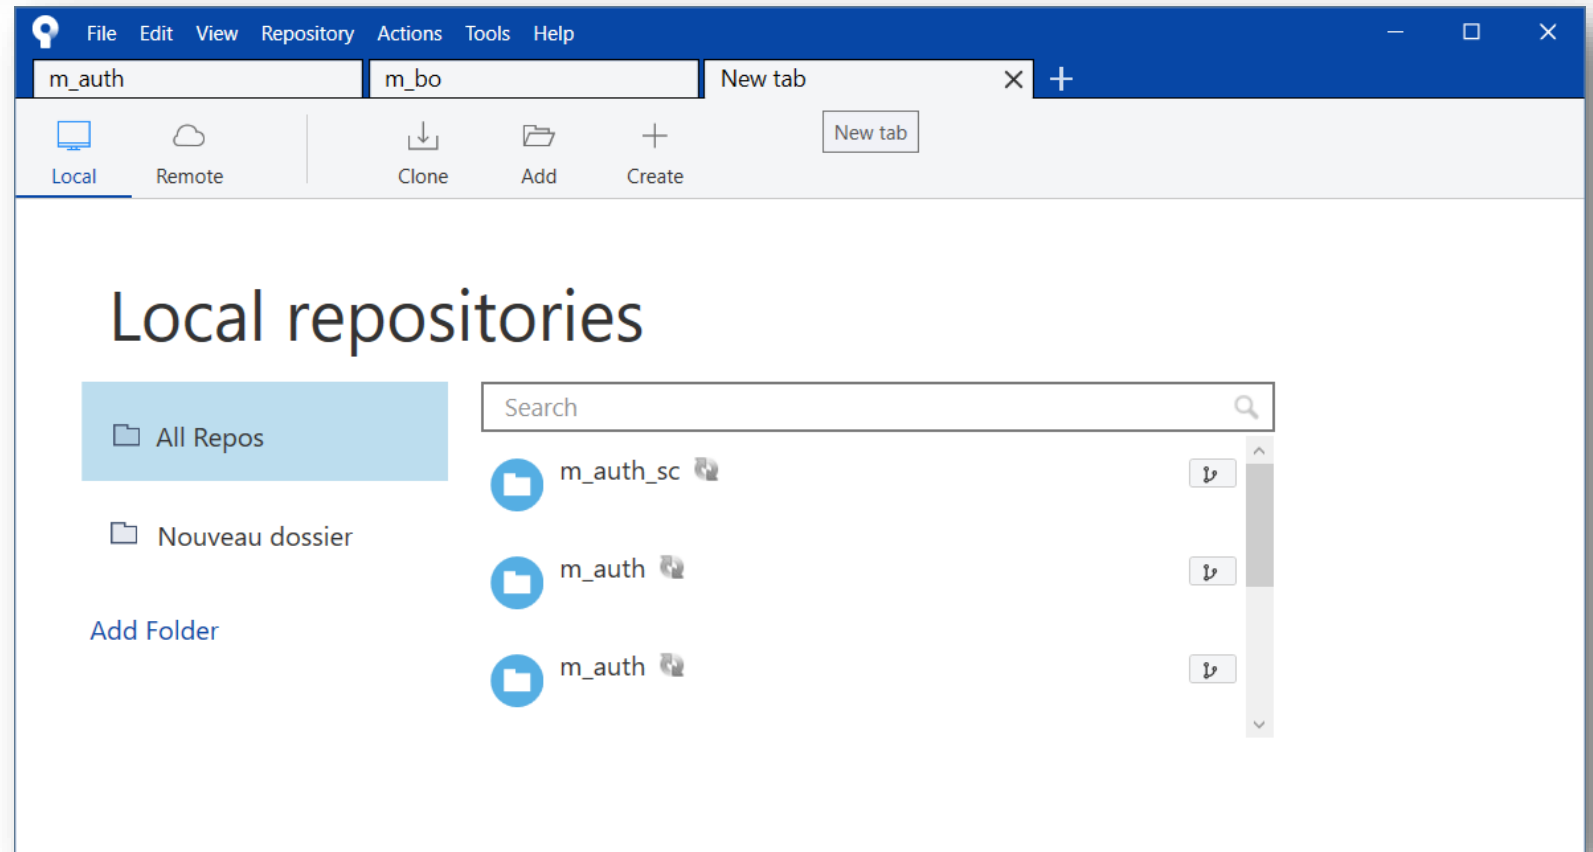 File Edit View Repository Actions Tools Help
m_auth m_bo New tab
New tab
Local Remote Clone Add Create
Local repositories
Search
All Repos
m_auth_sc
Nouveau dossier
m_auth
Add Folder
m_auth